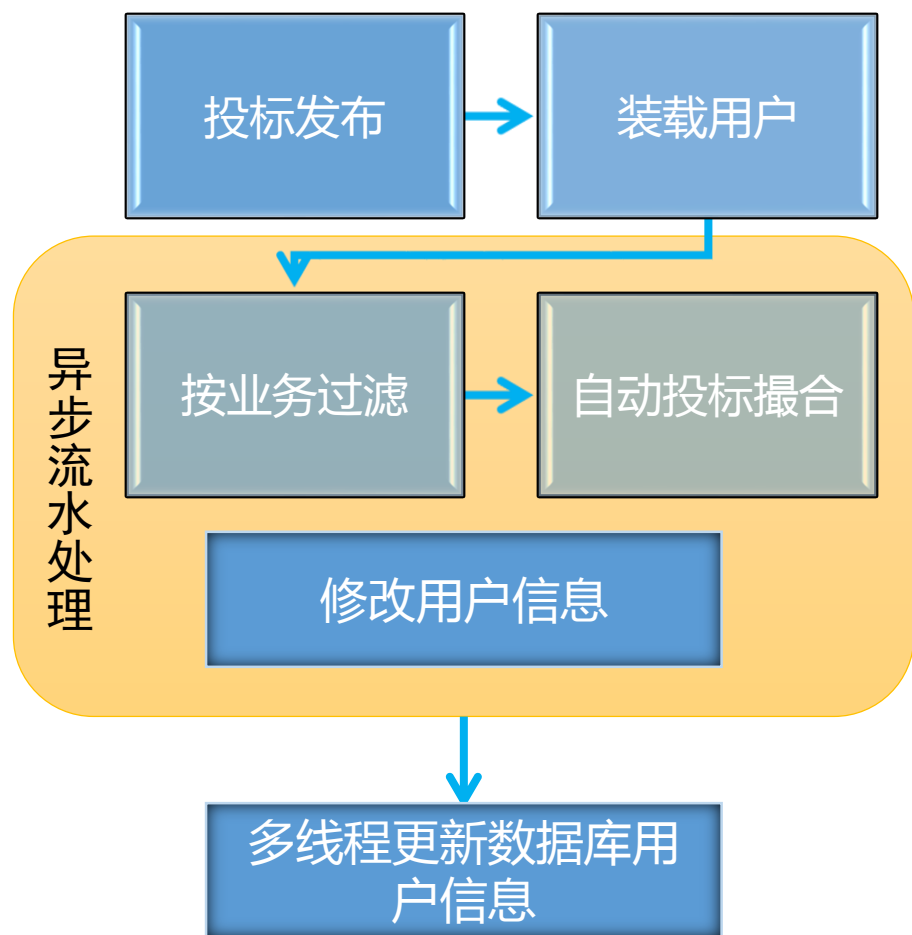 投标发布
装载用户
异步流水处理
按业务过滤
自动投标撮合
修改用户信息
多线程更新数据库用
户信息